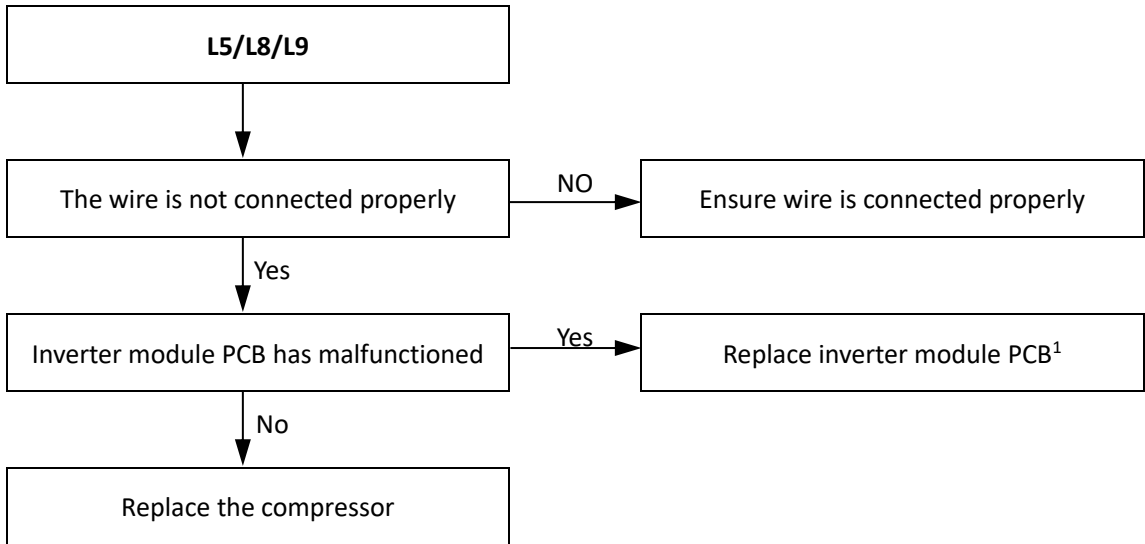 L5/L8/L9
The wire is not connected properly
NO
Ensure wire is connected properly
Yes
Inverter module PCB has malfunctioned
Yes
Replace inverter module PCB¹
No
Replace the compressor